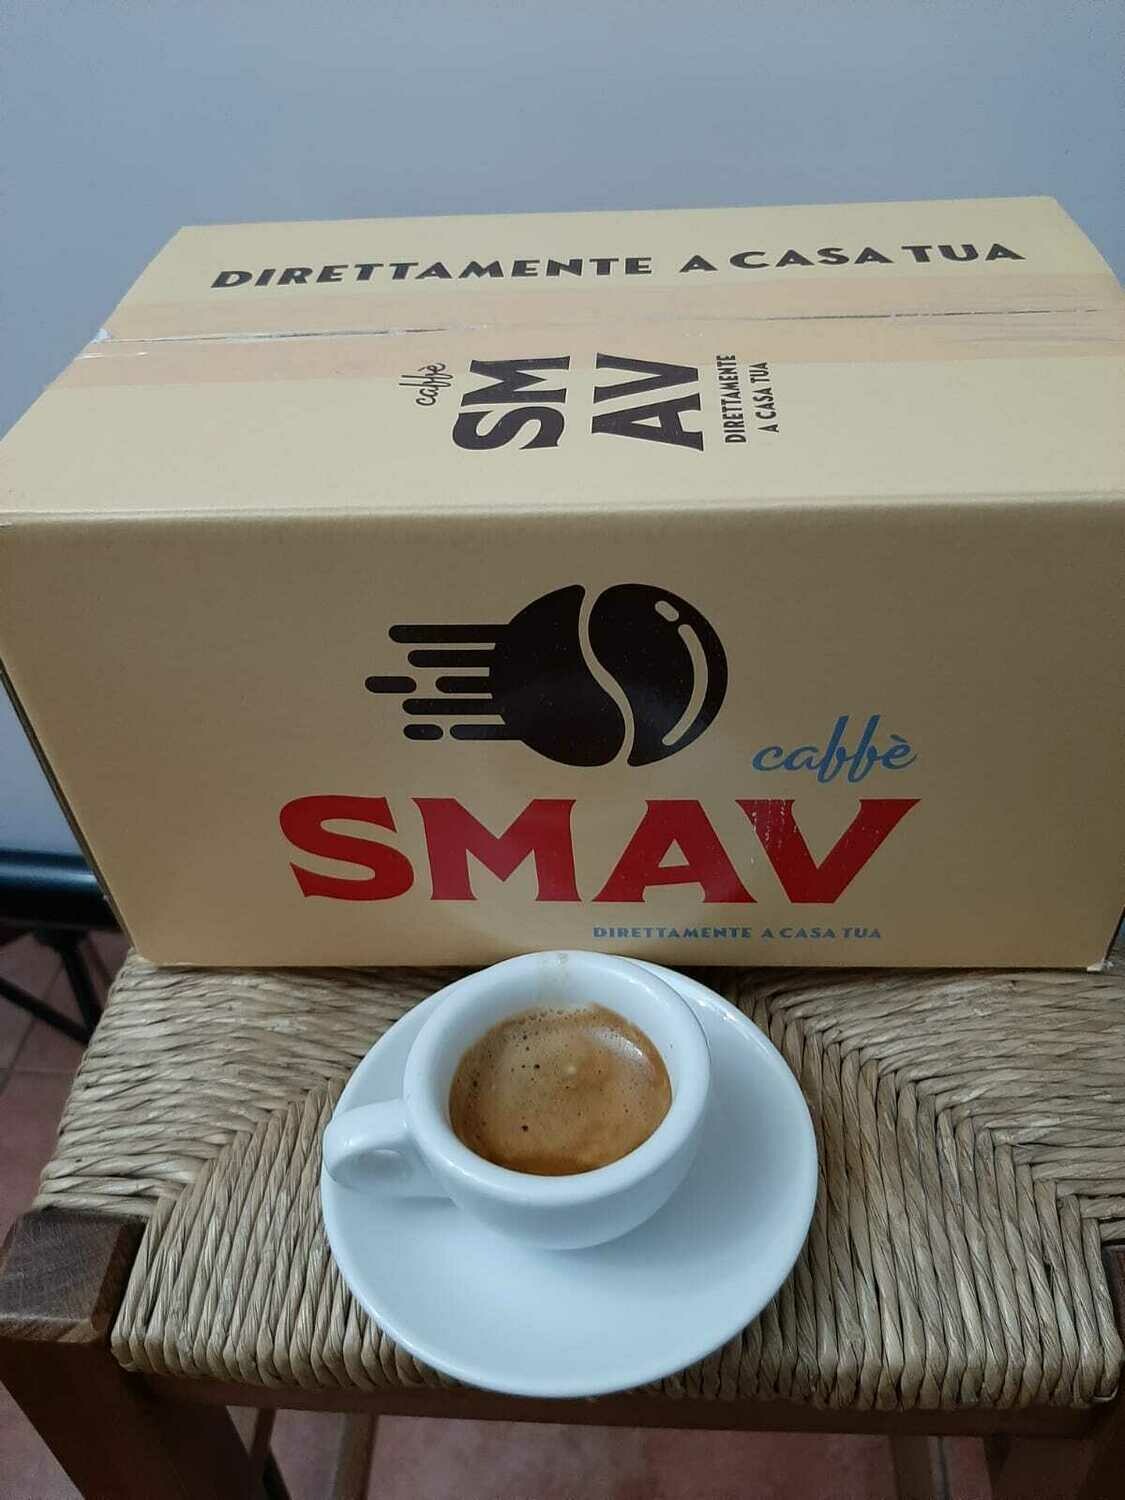 DIRETTAMENTE A CASA TUA
caffè
SM
AV
DIRETTAMENTE
A CASA TUA
caffè
SMAV
DIRETTAMENTE A CASA TUA